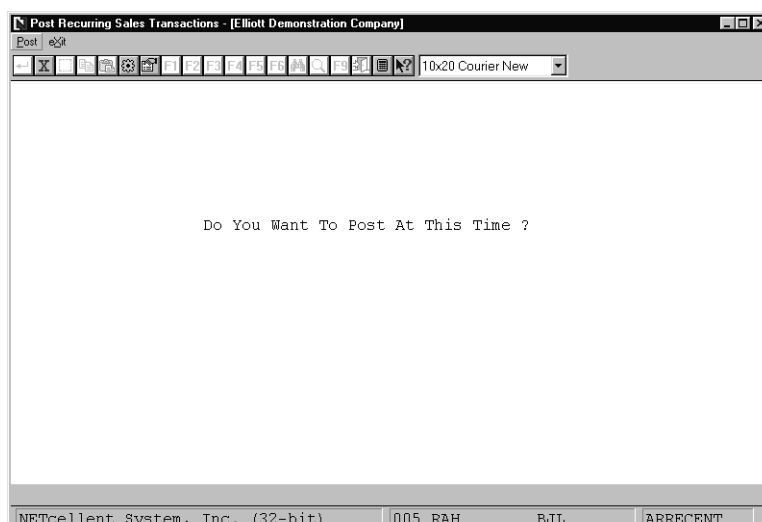 Post Recurring Sales Transactions - [Elliott Demonstration Company]
Post eXit
X F1 F2 F3 F4 F5 F6 F9 10x20 Courier New
Do You Want To Post At This Time ?
NETcellent System, Inc. (32-bit) 005 RAH BJL ARRECENT